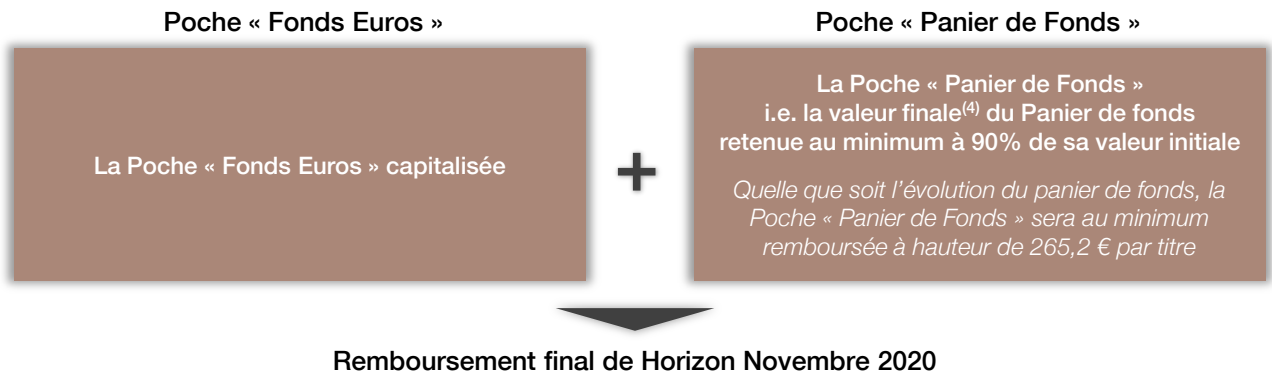 Poche « Fonds Euros »
La Poche « Fonds Euros » capitalisée
+
Poche « Panier de Fonds »
La Poche « Panier de Fonds »
i.e. la valeur finale(4) du Panier de fonds
retenue au minimum à 90% de sa valeur initiale
Quelle que soit l’évolution du panier de fonds, la
Poche « Panier de Fonds » sera au minimum
remboursée à hauteur de 265,2 € par titre
Remboursement final de Horizon Novembre 2020